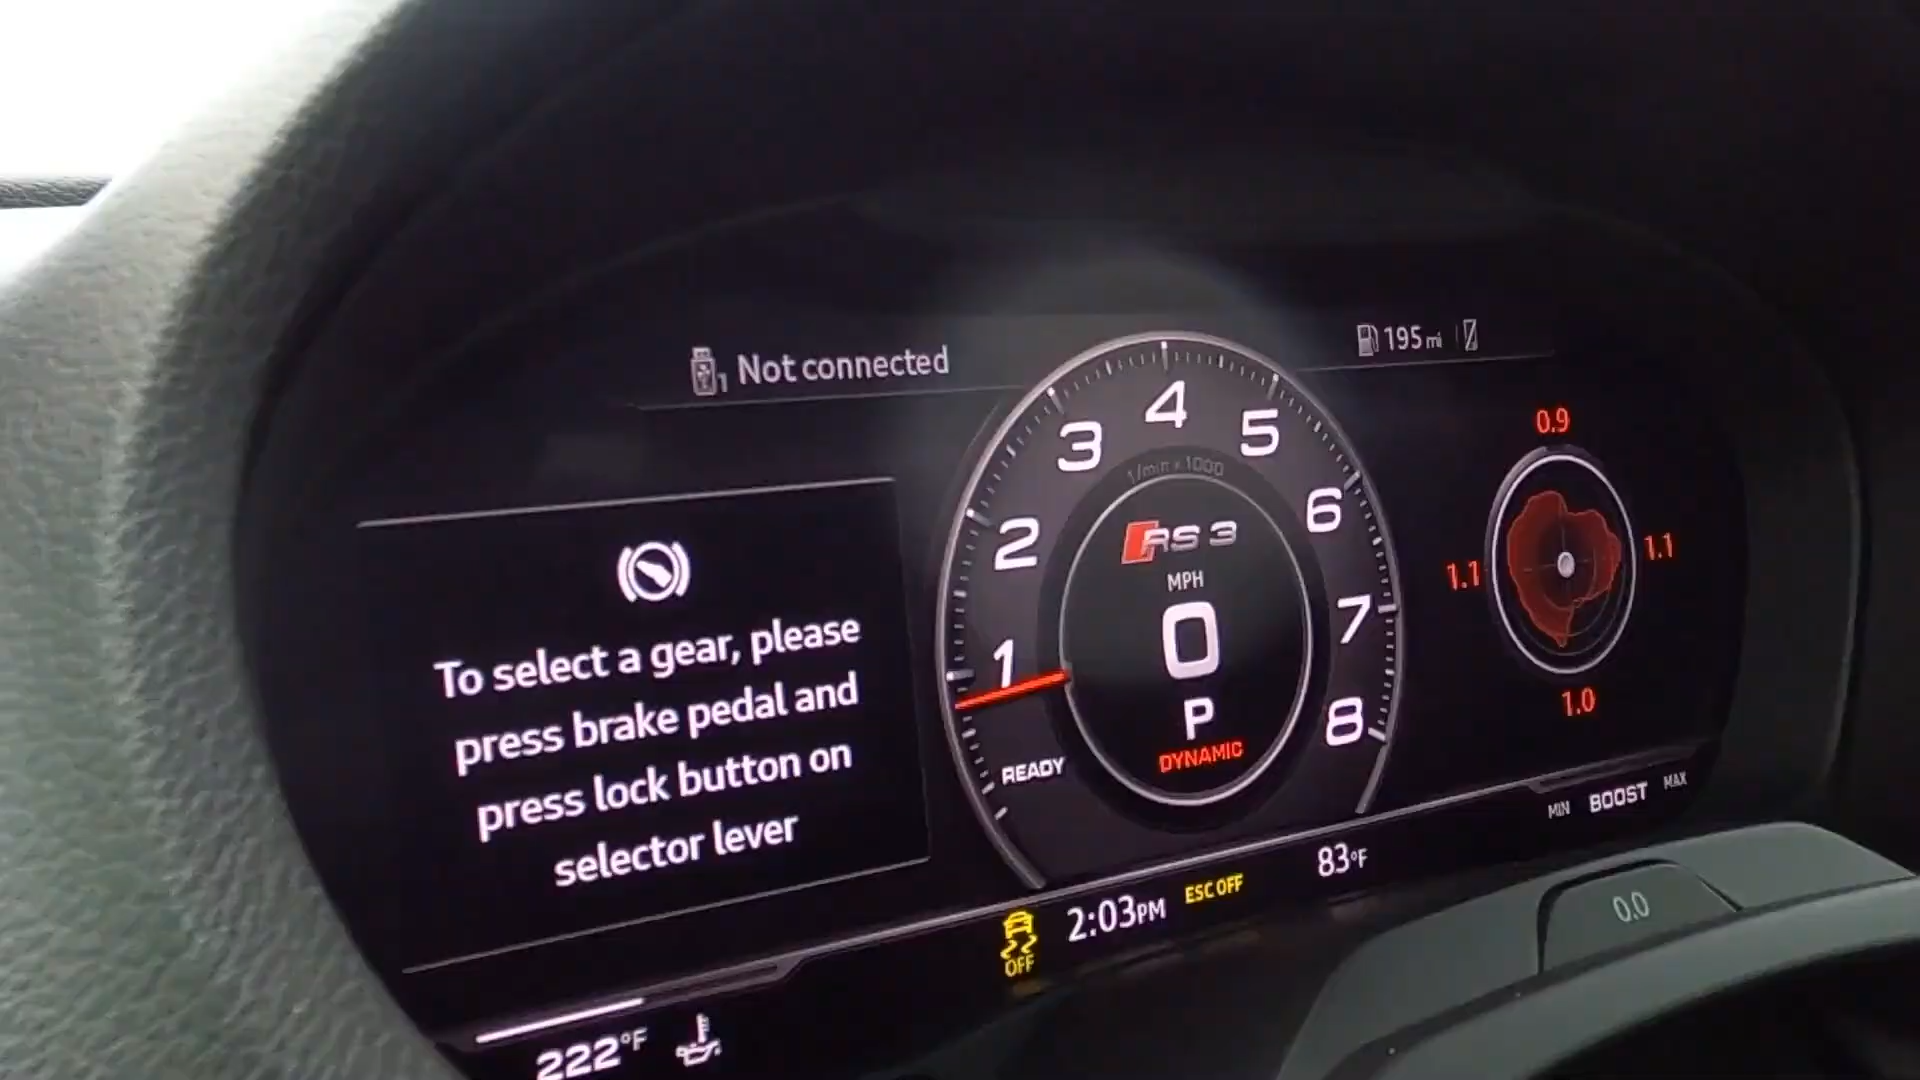 1 Not connected
195 mi
To select a gear, please
press brake pedal and
press lock button on
selector lever
1
2
3
4
5
6
7
8
1/min x 1000
RS 3
MPH
0
P
DYNAMIC
READY
0.9
1.1
1.1
1.0
MIN BOOST MAX
0.0
OFF
2:03PM
ESC OFF
83°F
222°F